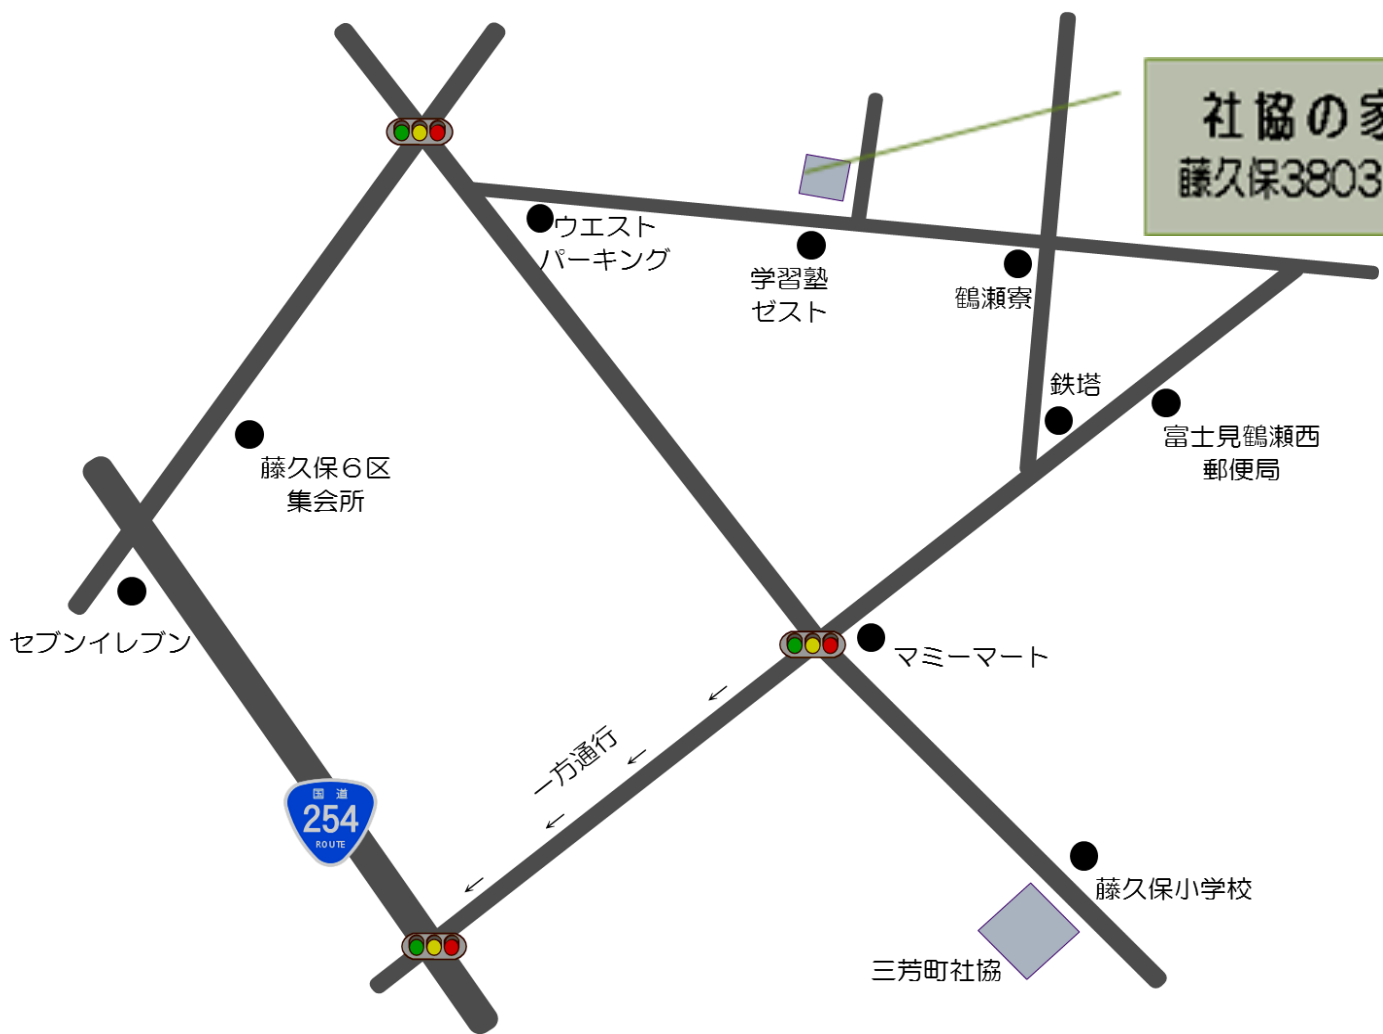 社協の家
藤久保3803
ウエスト
パーキング
学習塾
ゼスト
鶴瀬寮
鉄塔
富士見鶴瀬西
郵便局
藤久保６区
集会所
セブンイレブン
マミーマート
一方通行
国道
254
ROUTE
藤久保小学校
三芳町社協